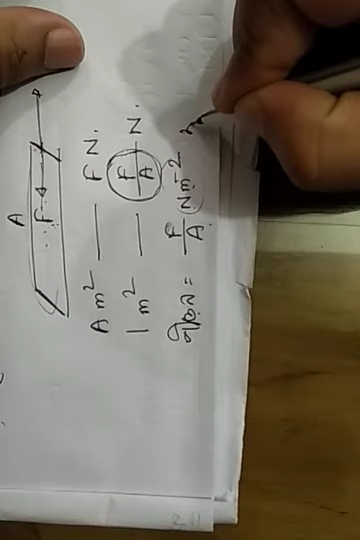 A
F
A m² — F N.
1 m² — F/A N.
= F/A Nm⁻²